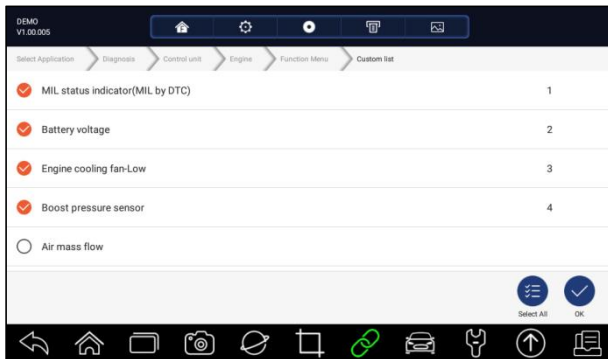 DEMO
V1.00.005
Select Application Diagnosis Control unit Engine Function Menu Custom list
MIL status indicator(MIL by DTC) 1
Battery voltage 2
Engine cooling fan-Low 3
Boost pressure sensor 4
Air mass flow
Select All OK